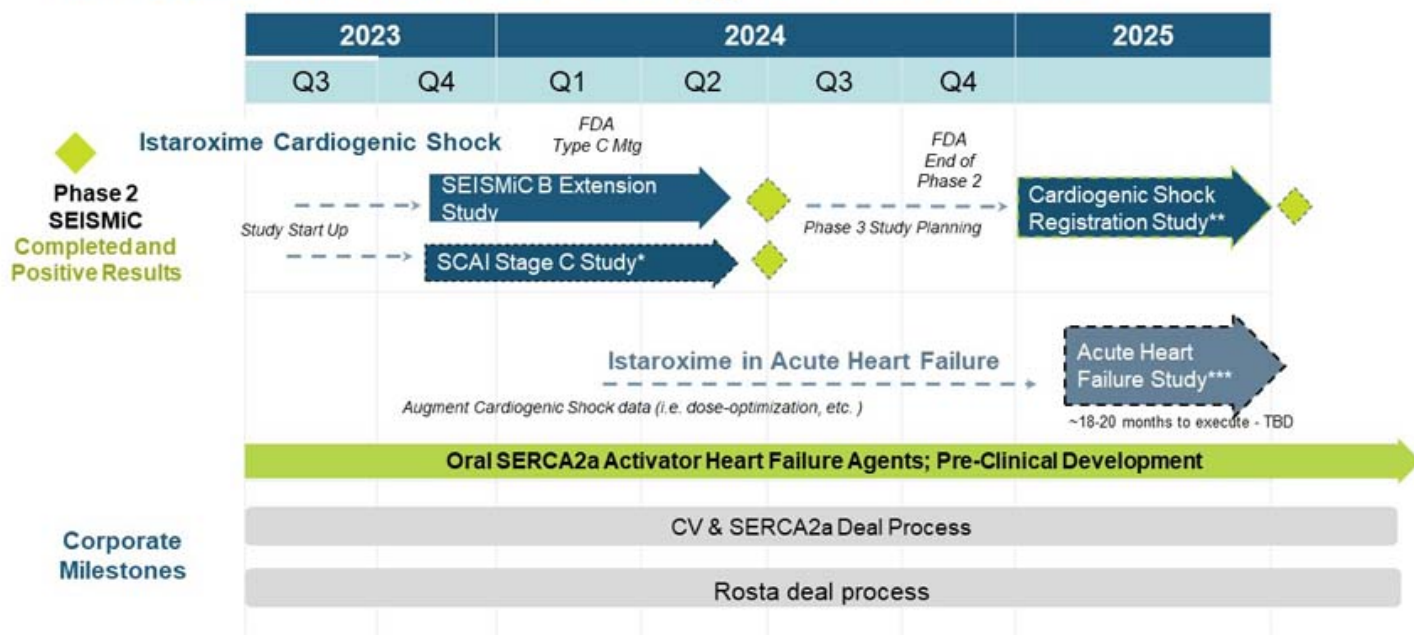 2023
2024
2025
Q3
Q4
Q1
Q2
Q3
Q4
Istaroxime Cardiogenic Shock
FDA
Type C Mtg
FDA
End of
Phase 2
Phase 2
SEISMiC
Completed and
Positive Results
Study Start Up
SEISMiC B Extension
Study
SCAI Stage C Study*
Phase 3 Study Planning
Cardiogenic Shock
Registration Study**
Istaroxime in Acute Heart Failure
Augment Cardiogenic Shock data (i.e. dose-optimization, etc. )
Acute Heart
Failure Study***
~18-20 months to execute - TBD
Oral SERCA2a Activator Heart Failure Agents; Pre-Clinical Development
Corporate
Milestones
CV & SERCA2a Deal Process
Rosta deal process